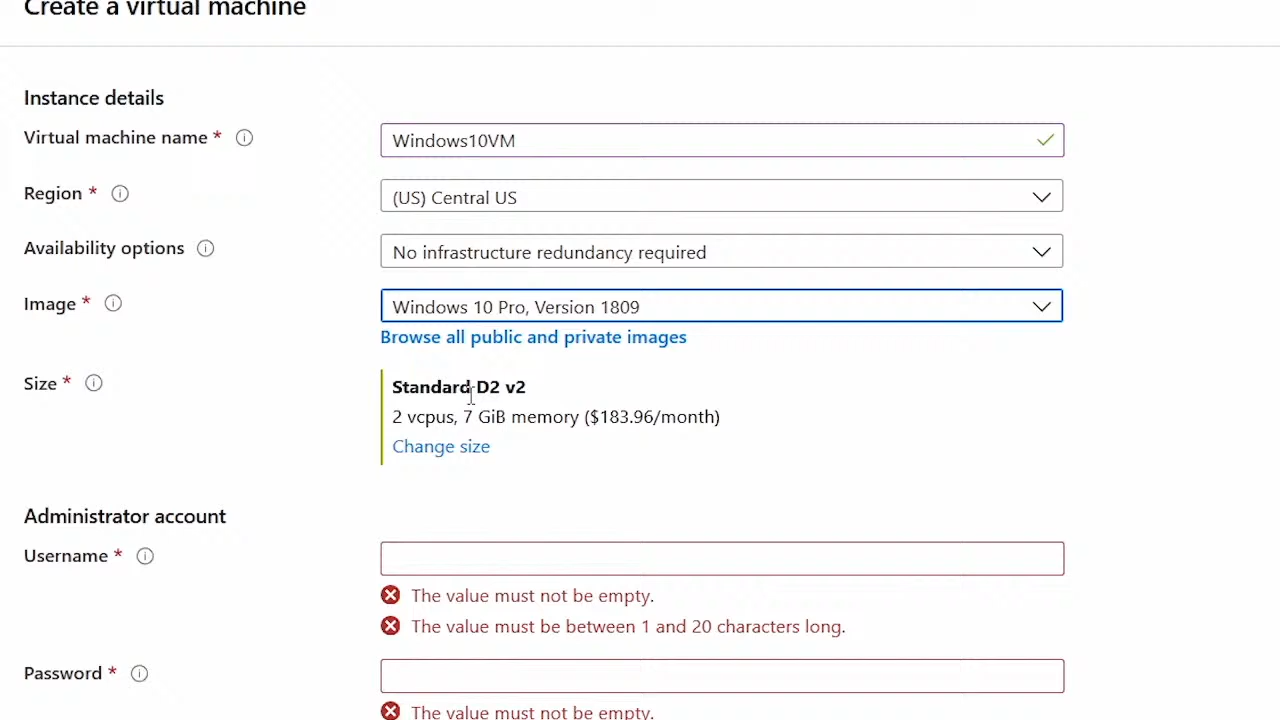 Create a virtual machine
Instance details
Virtual machine name *
Windows10VM
Region *
(US) Central US
Availability options
No infrastructure redundancy required
Image *
Windows 10 Pro, Version 1809
Browse all public and private images
Size *
Standard D2 v2
2 vcpus, 7 GiB memory ($183.96/month)
Change size
Administrator account
Username *
The value must not be empty.
The value must be between 1 and 20 characters long.
Password *
The value must not be empty.